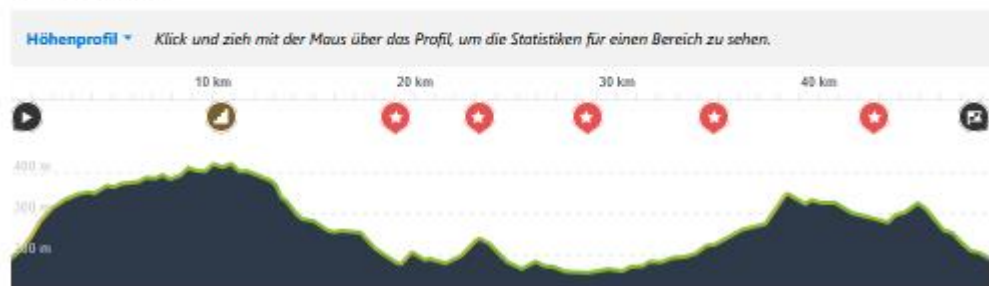 Höhenprofil Klick und zieh mit der Maus über das Profil, um die Statistiken für einen Bereich zu sehen.
10 km 20 km 30 km 40 km
400 m
300 m